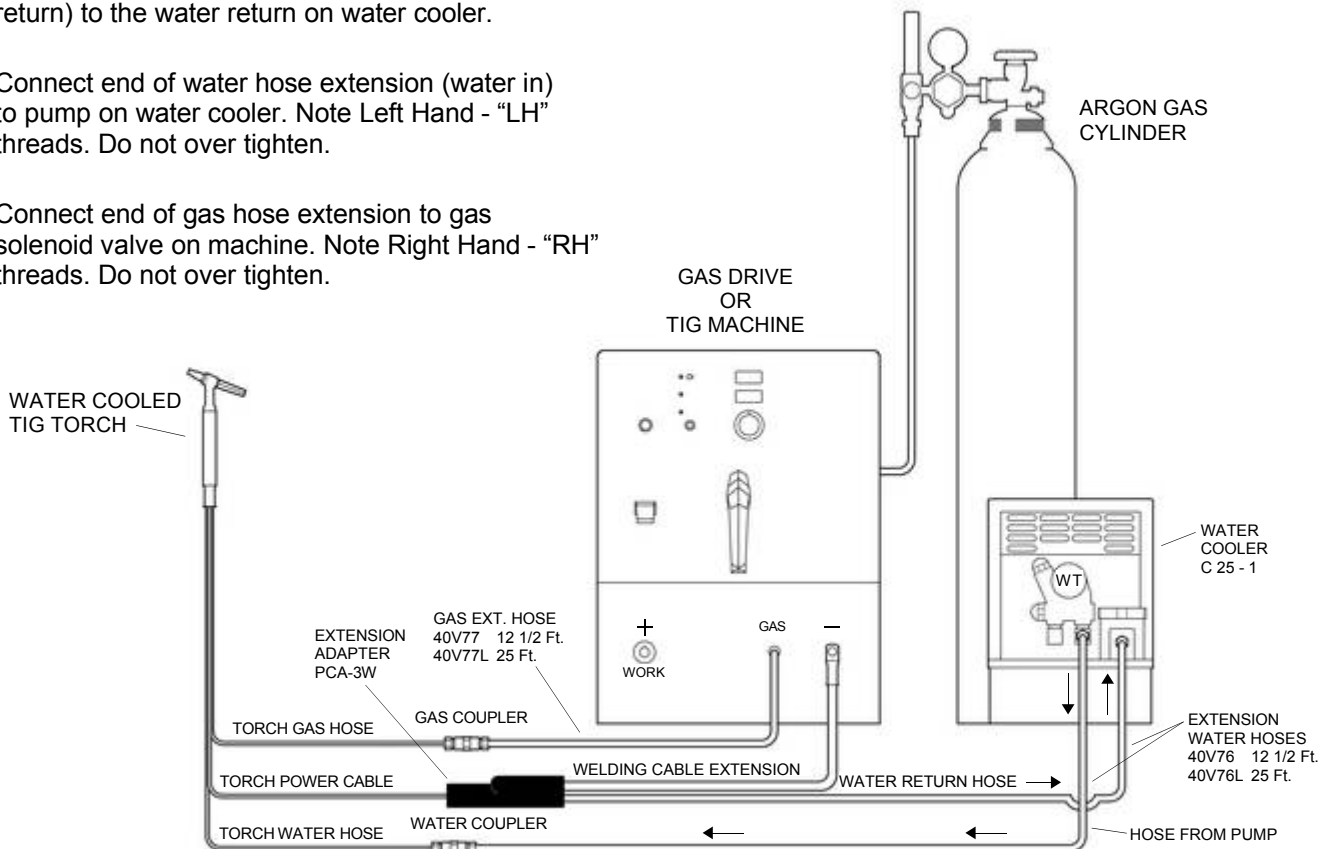 return) to the water return on water cooler.
Connect end of water hose extension (water in)
to pump on water cooler. Note Left Hand - “LH”
threads. Do not over tighten.
Connect end of gas hose extension to gas
solenoid valve on machine. Note Right Hand - “RH”
threads. Do not over tighten.
ARGON GAS
CYLINDER
GAS DRIVE
OR
TIG MACHINE
WATER COOLED
TIG TORCH
WATER
COOLER
C 25 - 1
WT
EXTENSION
ADAPTER
PCA-3W
GAS EXT. HOSE
40V77 12 1/2 Ft.
40V77L 25 Ft.
+
WORK
GAS
—
TORCH GAS HOSE
GAS COUPLER
EXTENSION
WATER HOSES
40V76 12 1/2 Ft.
40V76L 25 Ft.
TORCH POWER CABLE
WELDING CABLE EXTENSION
WATER RETURN HOSE
TORCH WATER HOSE
WATER COUPLER
HOSE FROM PUMP